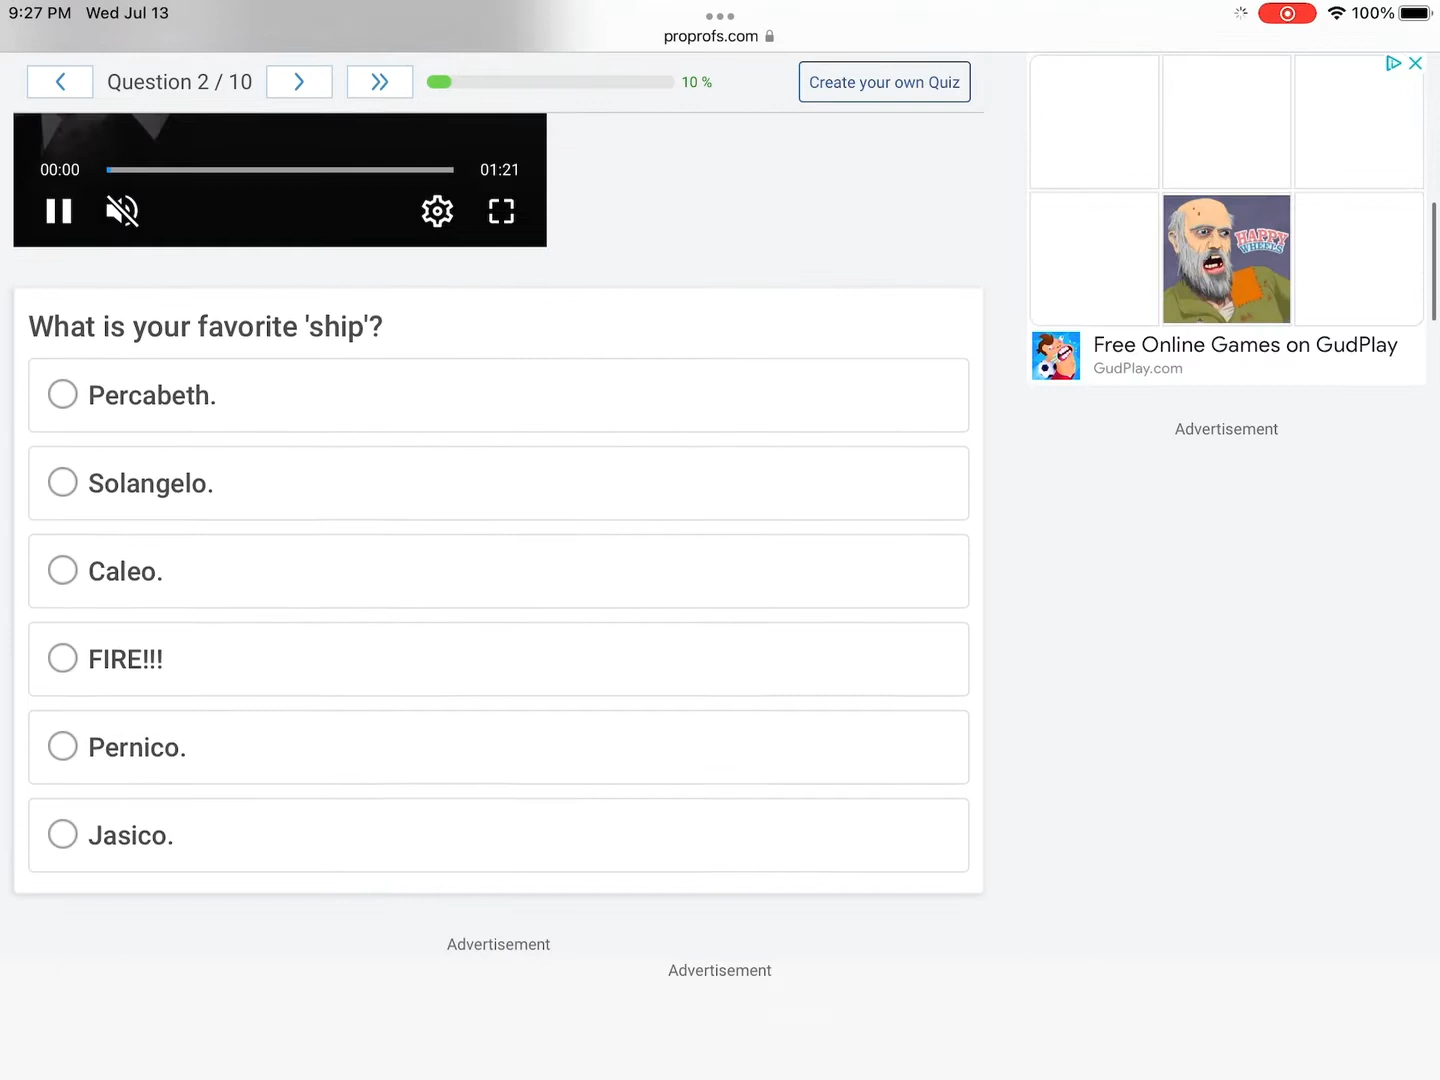 9:27 PM Wed Jul 13
100%
proprofs.com
Question 2 / 10
10 %
Create your own Quiz
00:00
01:21
HAPPY
WHEELS
Free Online Games on GudPlay
GudPlay.com
Advertisement
What is your favorite 'ship'?
Percabeth.
Solangelo.
Caleo.
FIRE!!!
Pernico.
Jasico.
Advertisement
Advertisement